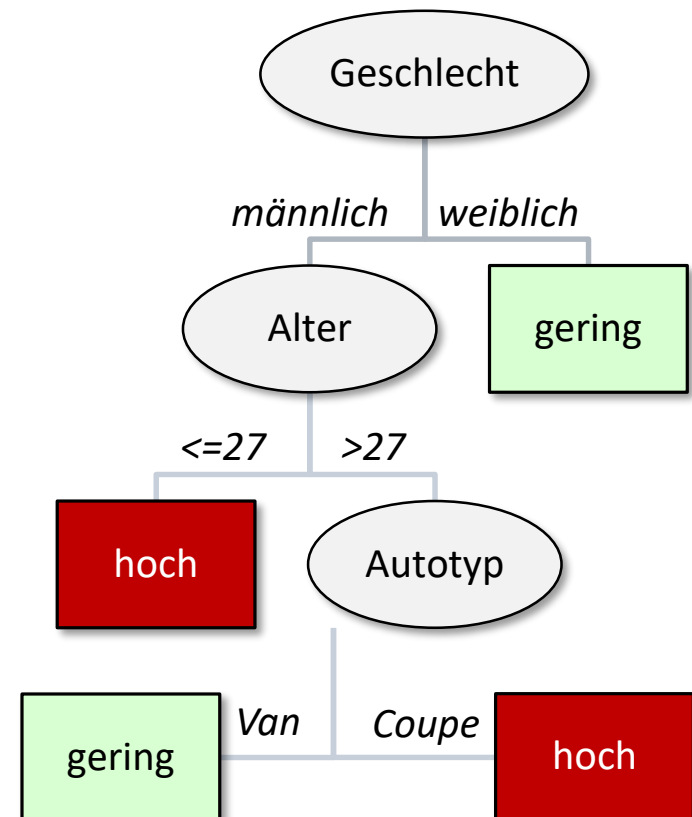 Geschlecht
männlich weiblich
Alter
gering
<=27 >27
hoch
Autotyp
Van Coupe
gering
hoch